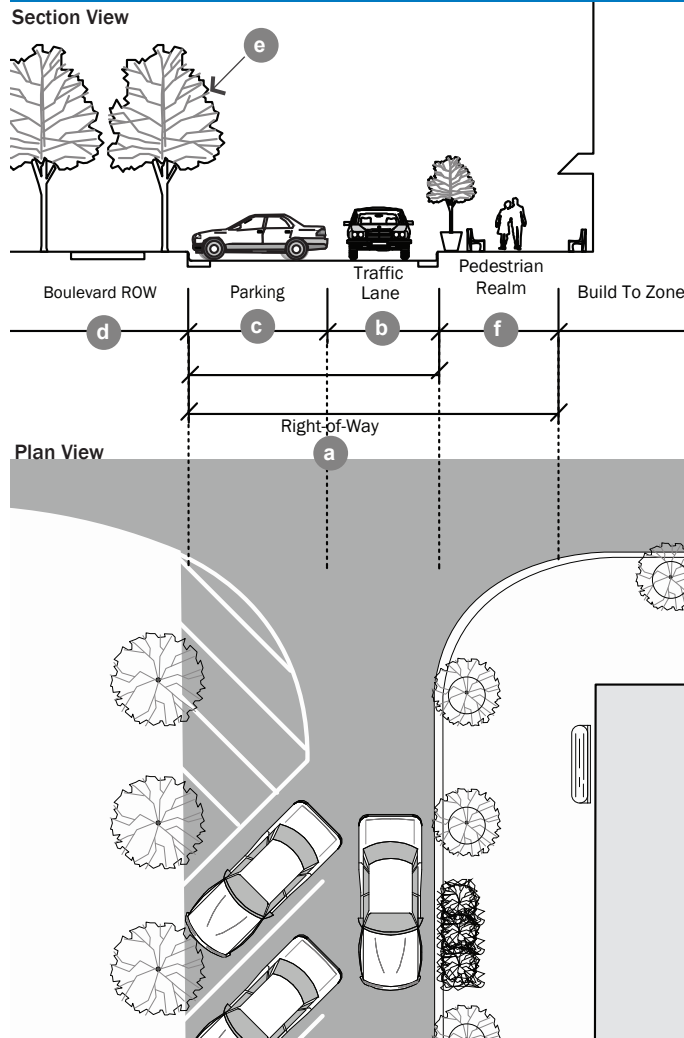 Section View
e
Boulevard ROW
Parking
Traffic
Lane
Pedestrian
Realm
Build To Zone
d
c
b
f
Right-of-Way
a
Plan View